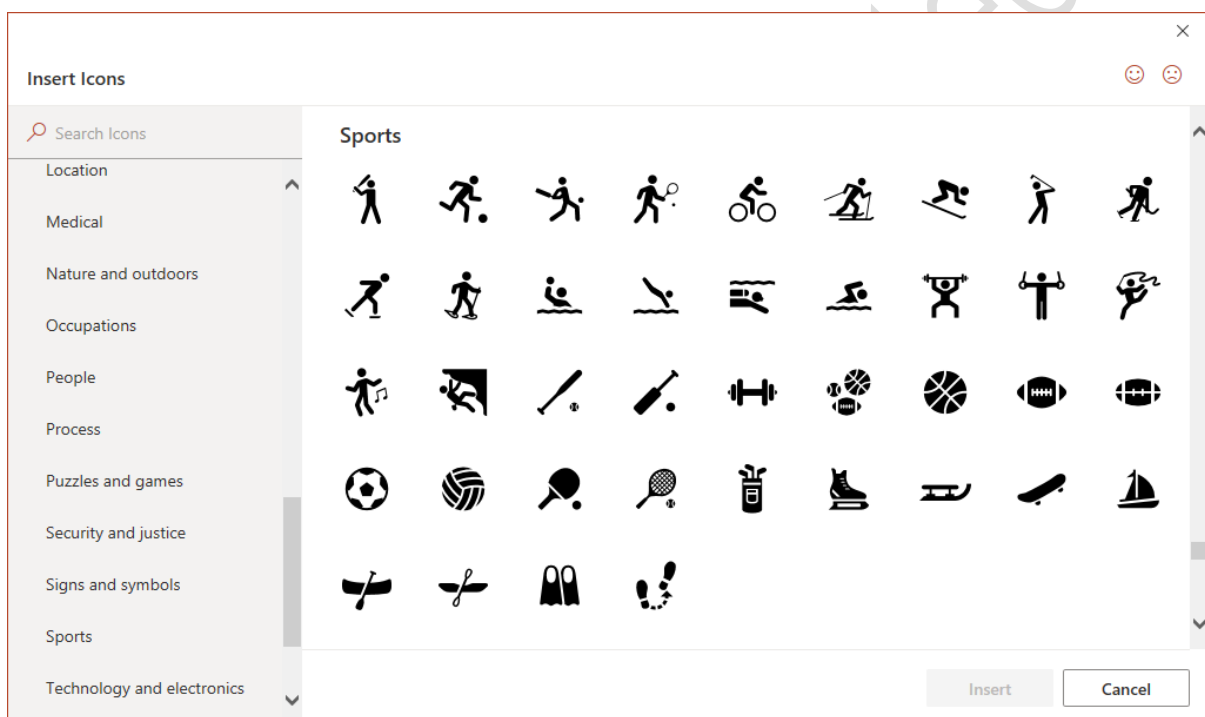 Insert Icons
Search Icons
Location
Medical
Nature and outdoors
Occupations
People
Process
Puzzles and games
Security and justice
Signs and symbols
Sports
Technology and electronics
Sports
Insert
Cancel